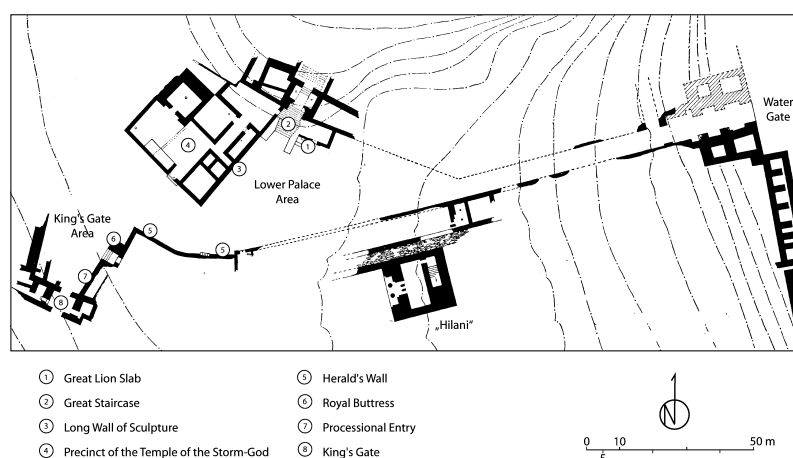 Water
Gate
2
4
1
3
Lower Palace
Area
King's Gate
Area
5
6
5
7
8
„Hilani“
1 Great Lion Slab
2 Great Staircase
3 Long Wall of Sculpture
4 Precinct of the Temple of the Storm-God
5 Herald's Wall
6 Royal Buttress
7 Processional Entry
8 King's Gate
N
0 10 50 m
5